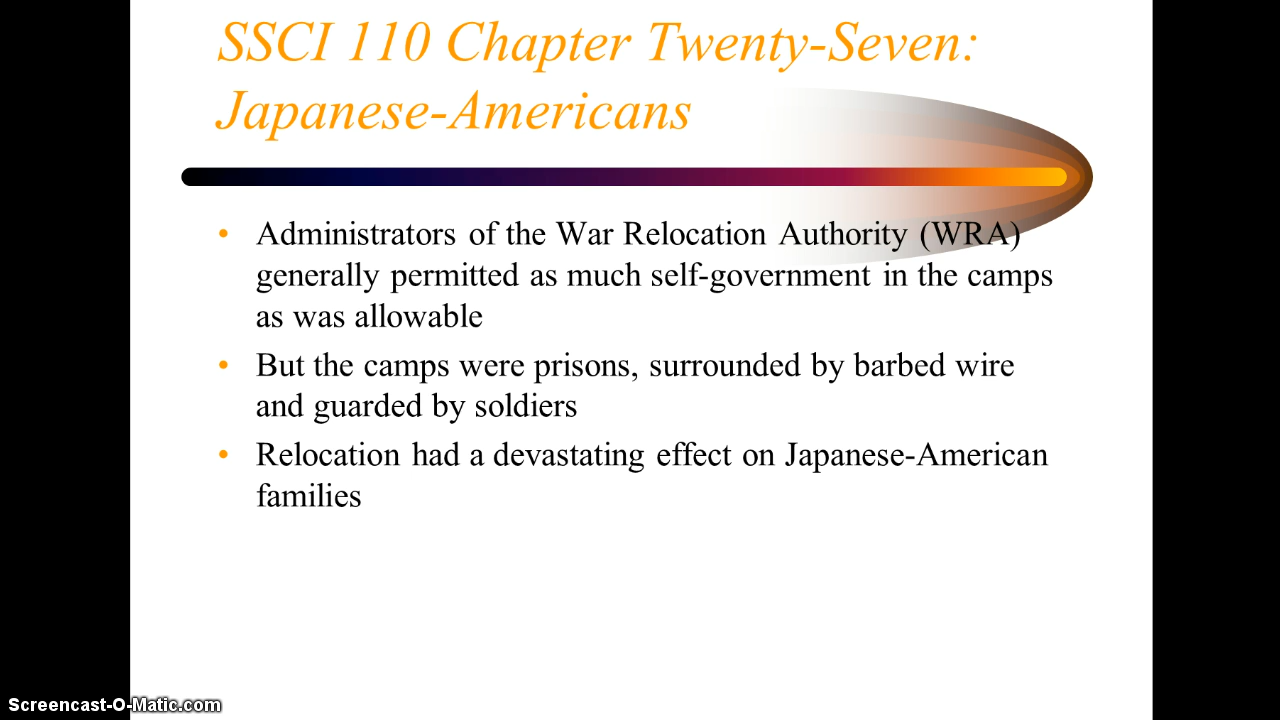 SSCI 110 Chapter Twenty-Seven:
Japanese-Americans
• Administrators of the War Relocation Authority (WRA)
generally permitted as much self-government in the camps
as was allowable
• But the camps were prisons, surrounded by barbed wire
and guarded by soldiers
• Relocation had a devastating effect on Japanese-American
families
Screencast-O-Matic.com